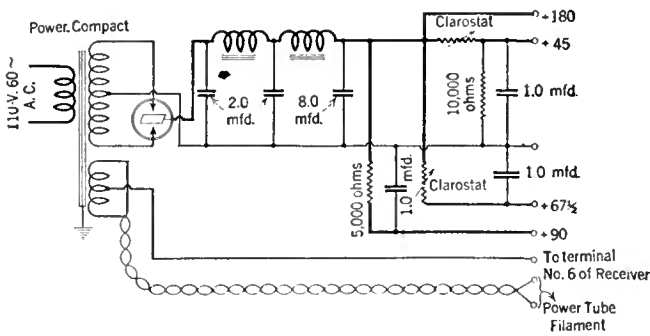 Power Compact
110-V. 60~
A.C.
2.0
mfd.
8.0
mfd.
Clarostat
+180
+45
10,000
ohms
1.0 mfd.
5,000 ohms
1.0 mfd.
Clarostat
1.0 mfd.
+67½
+90
To terminal
No. 6 of Receiver
Power Tube
Filament